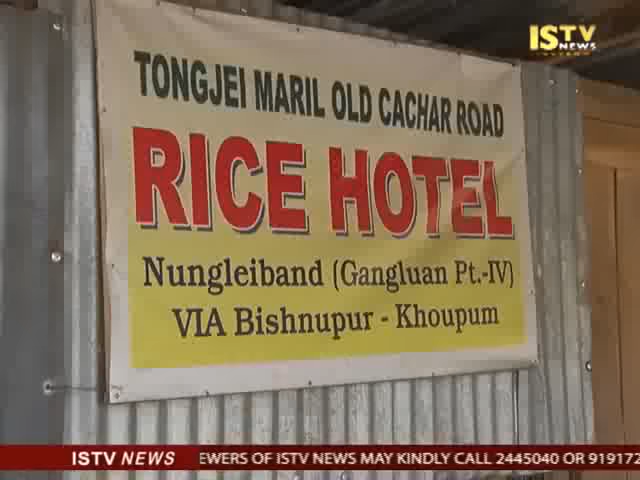 ISTV
NEWS
TONGJEI MARIL OLD CACHAR ROAD
RICE HOTEL
Nungleiband (Gangluan Pt.-IV)
VIA Bishnupur - Khoupum
ISTV NEWS EWERS OF ISTV NEWS MAY KINDLY CALL 2445040 OR 919172